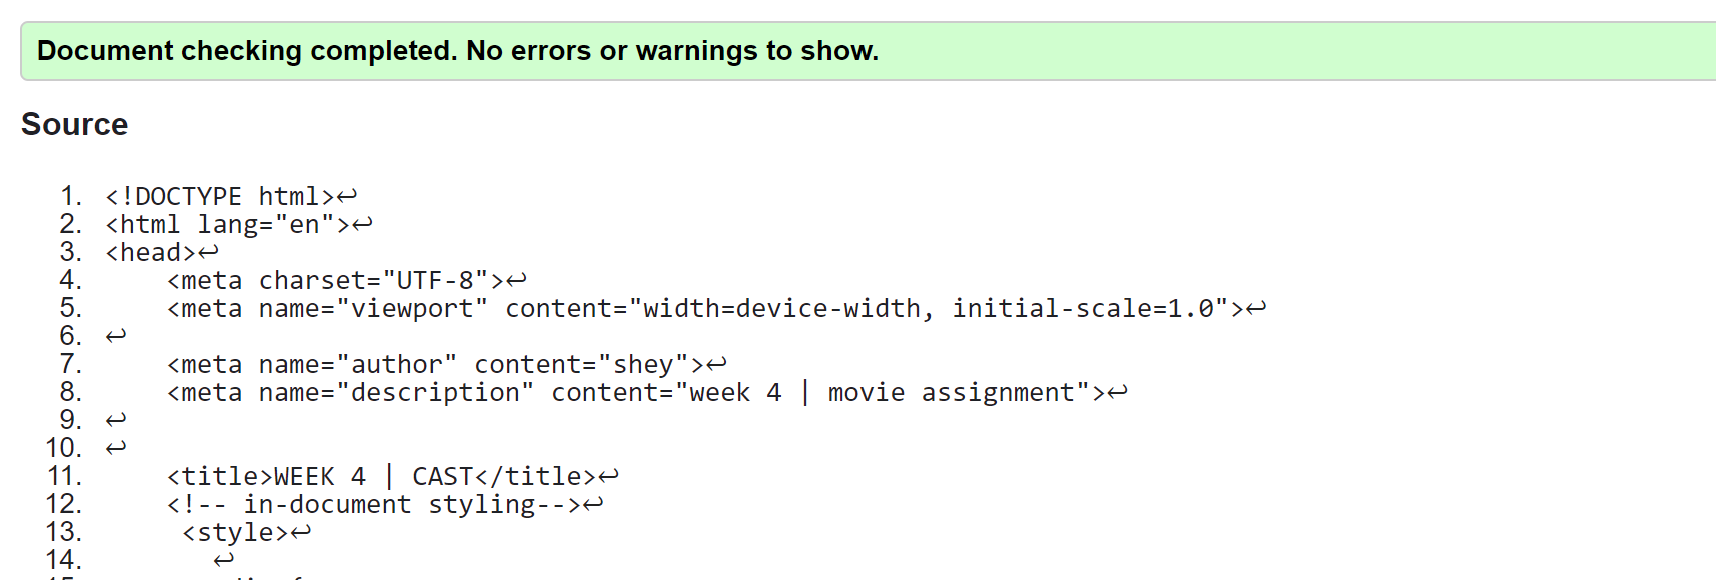 Document checking completed. No errors or warnings to show.
Source
1. <!DOCTYPE html>↩
2. <html lang="en">↩
3. <head>↩
4.     <meta charset="UTF-8">↩
5.     <meta name="viewport" content="width=device-width, initial-scale=1.0">↩
6. ↩
7.     <meta name="author" content="shey">↩
8.     <meta name="description" content="week 4 | movie assignment">↩
9. ↩
10. ↩
11.     <title>WEEK 4 | CAST</title>↩
12.     <!-- in-document styling-->↩
13.      <style>↩
14.        ↩